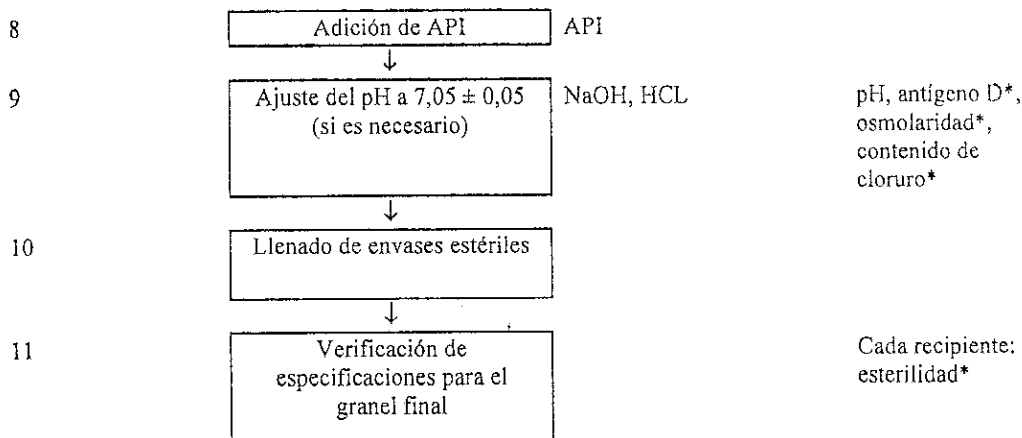 8 Adición de API API
↓
9 Ajuste del pH a 7,05 ± 0,05 NaOH, HCL pH, antígeno D*,
(si es necesario) osmolaridad*,
contenido de
cloruro*
↓
10 Llenado de envases estériles
↓
11 Verificación de Cada recipiente:
especificaciones para el esterilidad*
granel final